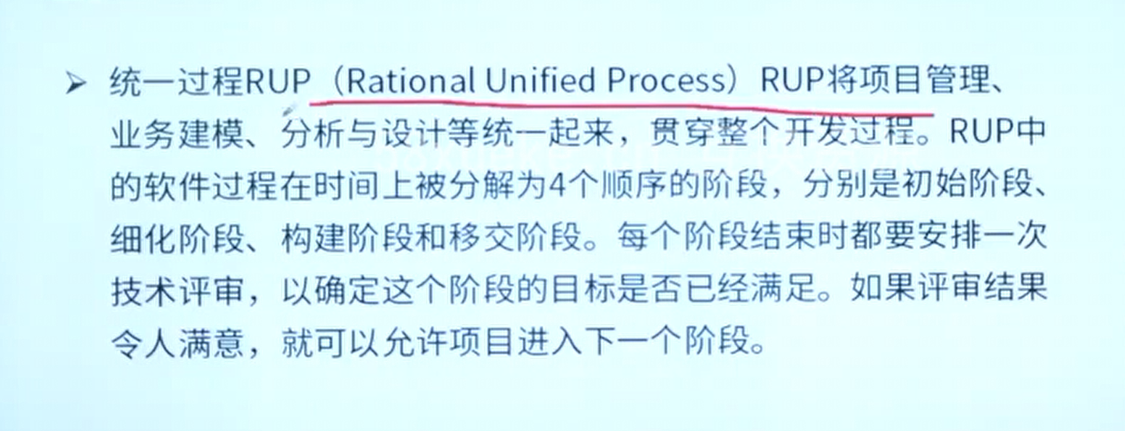 ➢ 统一过程RUP（Rational Unified Process）RUP将项目管理、
业务建模、分析与设计等统一起来，贯穿整个开发过程。RUP中
的软件过程在时间上被分解为4个顺序的阶段，分别是初始阶段、
细化阶段、构建阶段和移交阶段。每个阶段结束时都要安排一次
技术评审，以确定这个阶段的目标是否已经满足。如果评审结果
令人满意，就可以允许项目进入下一个阶段。